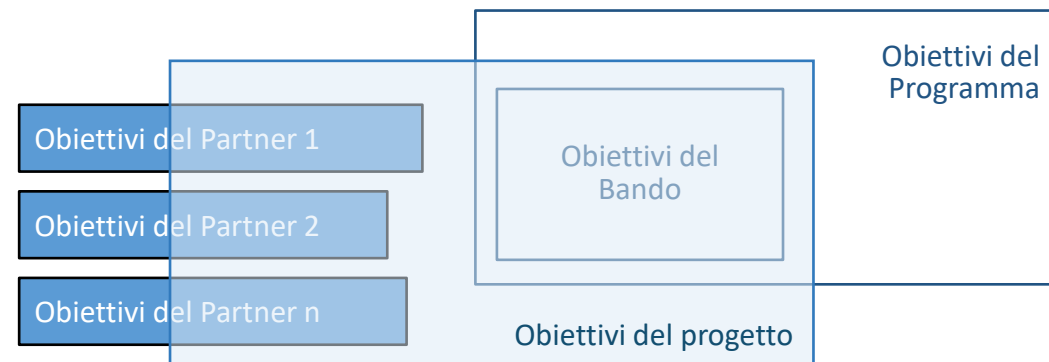 Obiettivi del
Programma
Obiettivi del Partner 1
Obiettivi del
Bando
Obiettivi del Partner 2
Obiettivi del Partner n
Obiettivi del progetto